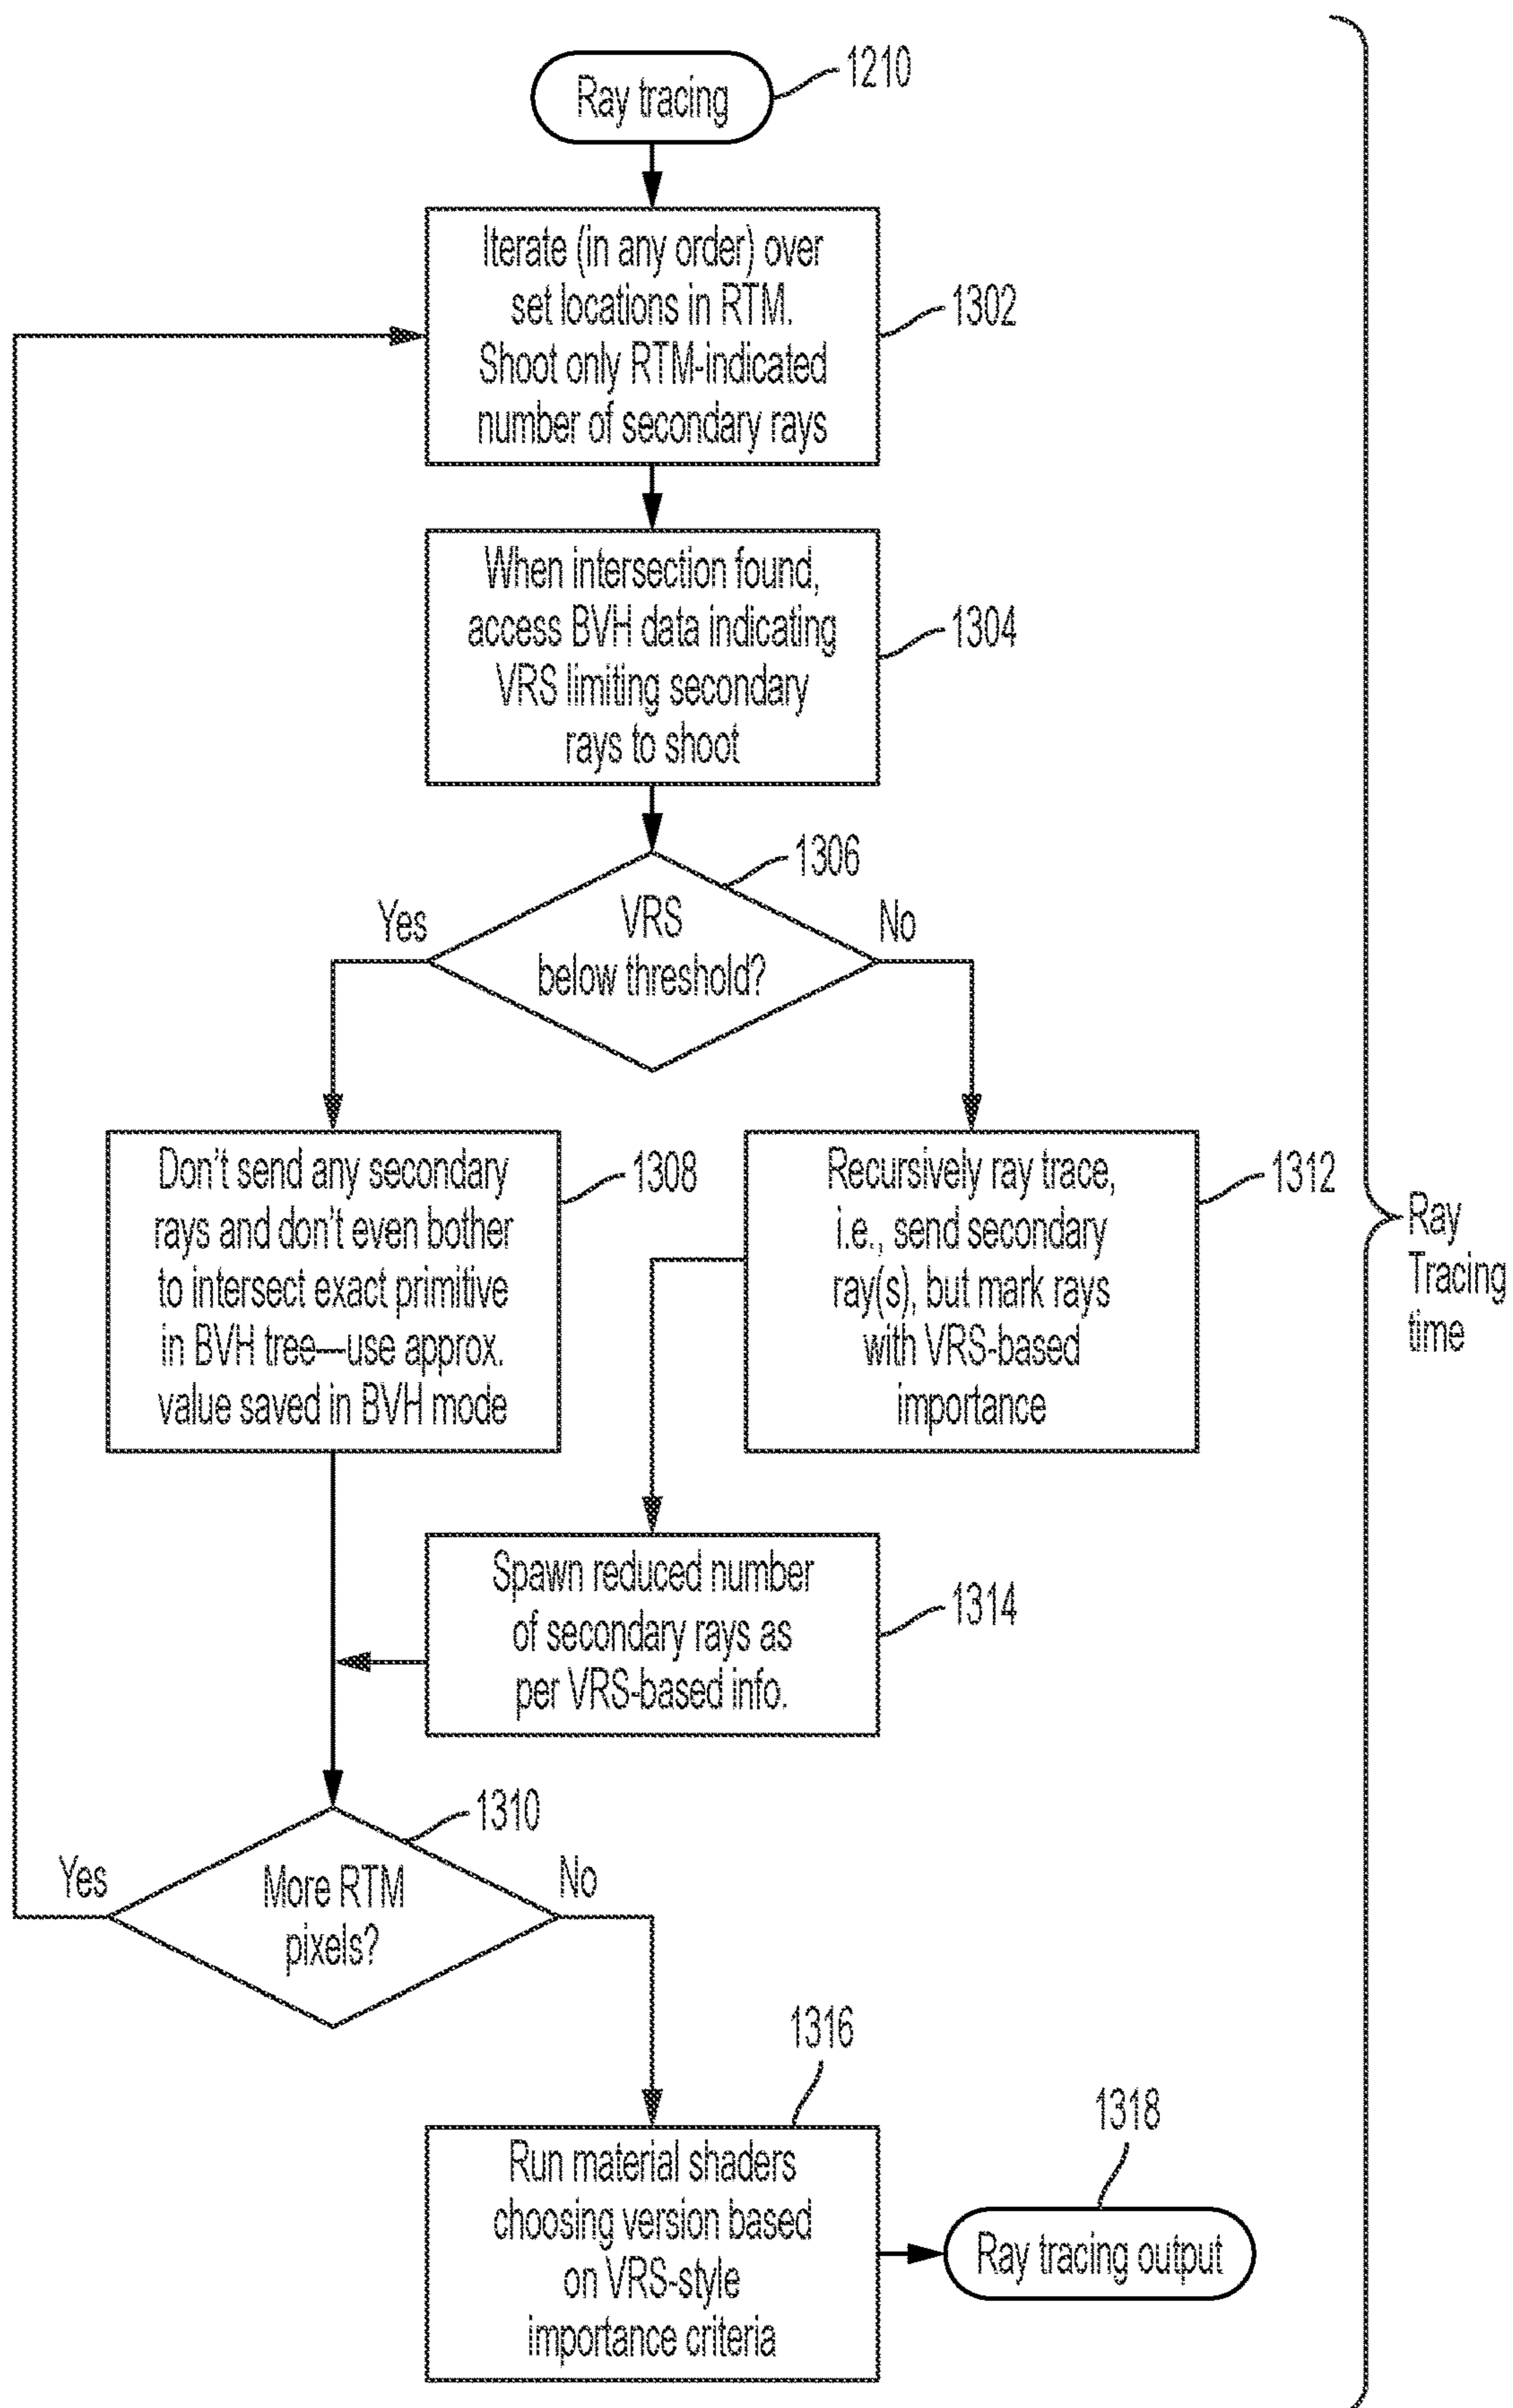 Ray tracing
1210
Iterate (in any order) over
set locations in RTM.
Shoot only RTM-indicated
number of secondary rays
1302
When intersection found,
access BVH data indicating
VRS limiting secondary
rays to shoot
1304
1306
Yes
VRS
below threshold?
No
Don't send any secondary
rays and don't even bother
to intersect exact primitive
in BVH tree—use approx.
value saved in BVH mode
1308
Recursively ray trace,
i.e., send secondary
ray(s), but mark rays
with VRS-based
importance
1312
Ray
Tracing
time
Spawn reduced number
of secondary rays as
per VRS-based info.
1314
1310
Yes
More RTM
pixels?
No
1316
Run material shaders
choosing version based
on VRS-style
importance criteria
1318
Ray tracing output